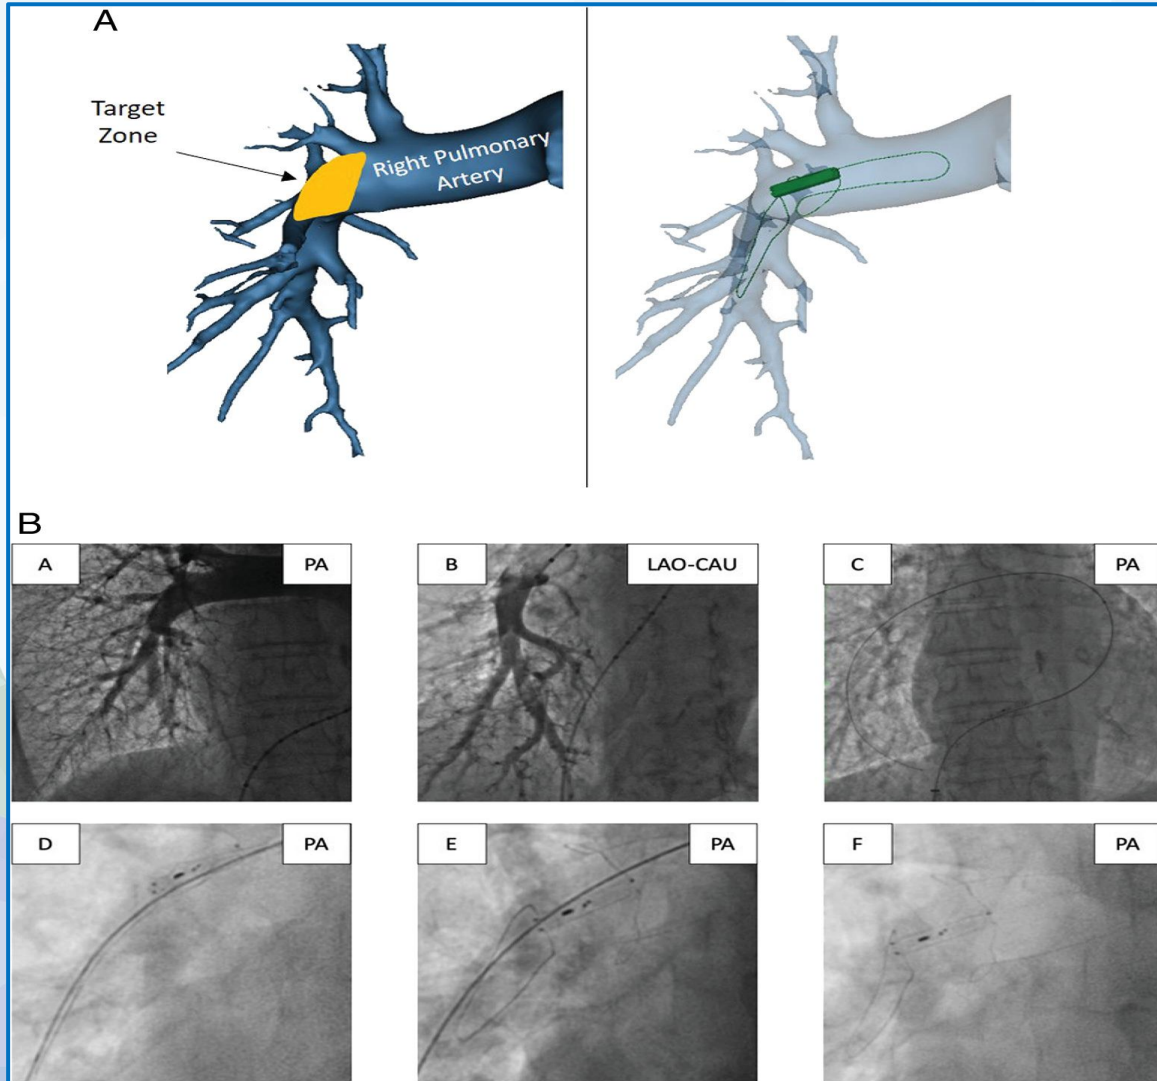 A
Target
Zone
Right Pulmonary
Artery
B
A
PA
B
LAO-CAU
C
PA
D
PA
E
PA
F
PA